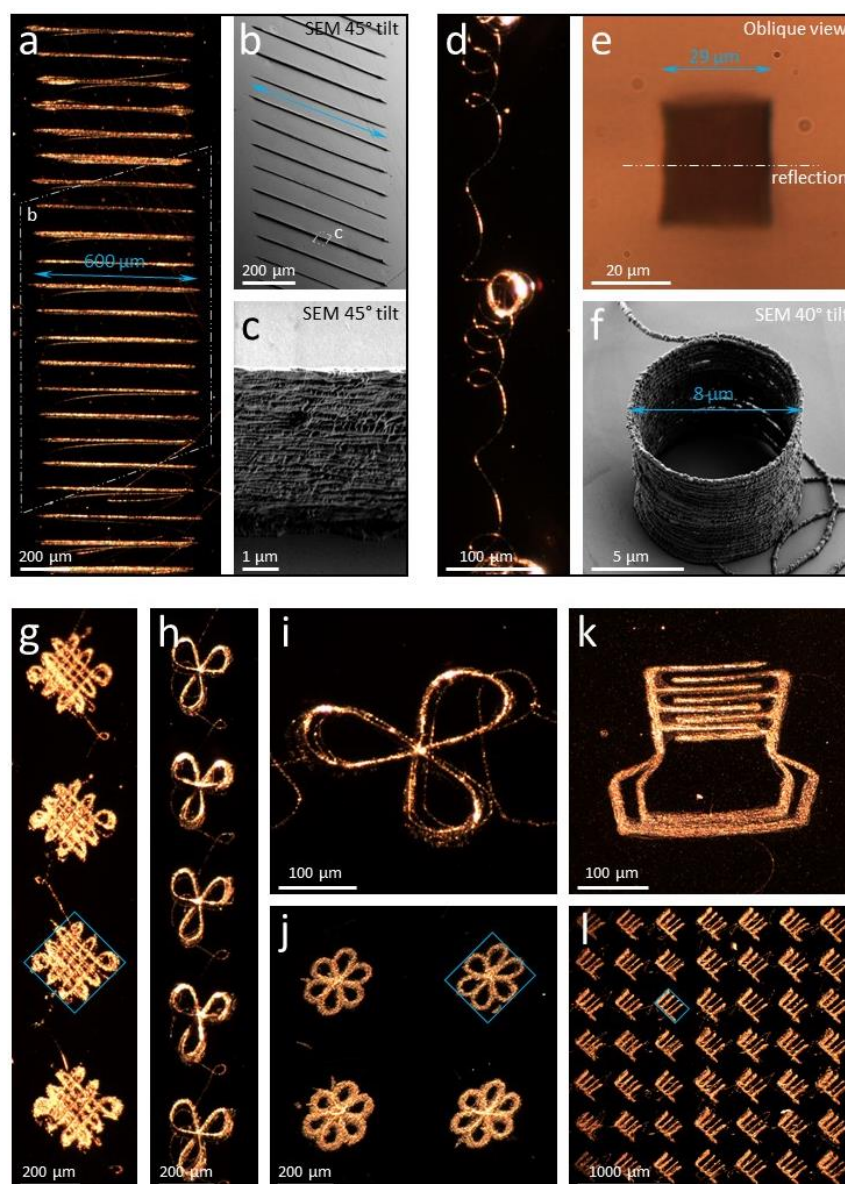 a
b
600 µm
200 µm
b
SEM 45° tilt
c
200 µm
c
SEM 45° tilt
1 µm
d
100 µm
e
Oblique view
29 µm
reflection
20 µm
f
SEM 40° tilt
8 µm
5 µm
g
200 µm
h
200 µm
i
100 µm
k
100 µm
j
200 µm
l
1000 µm